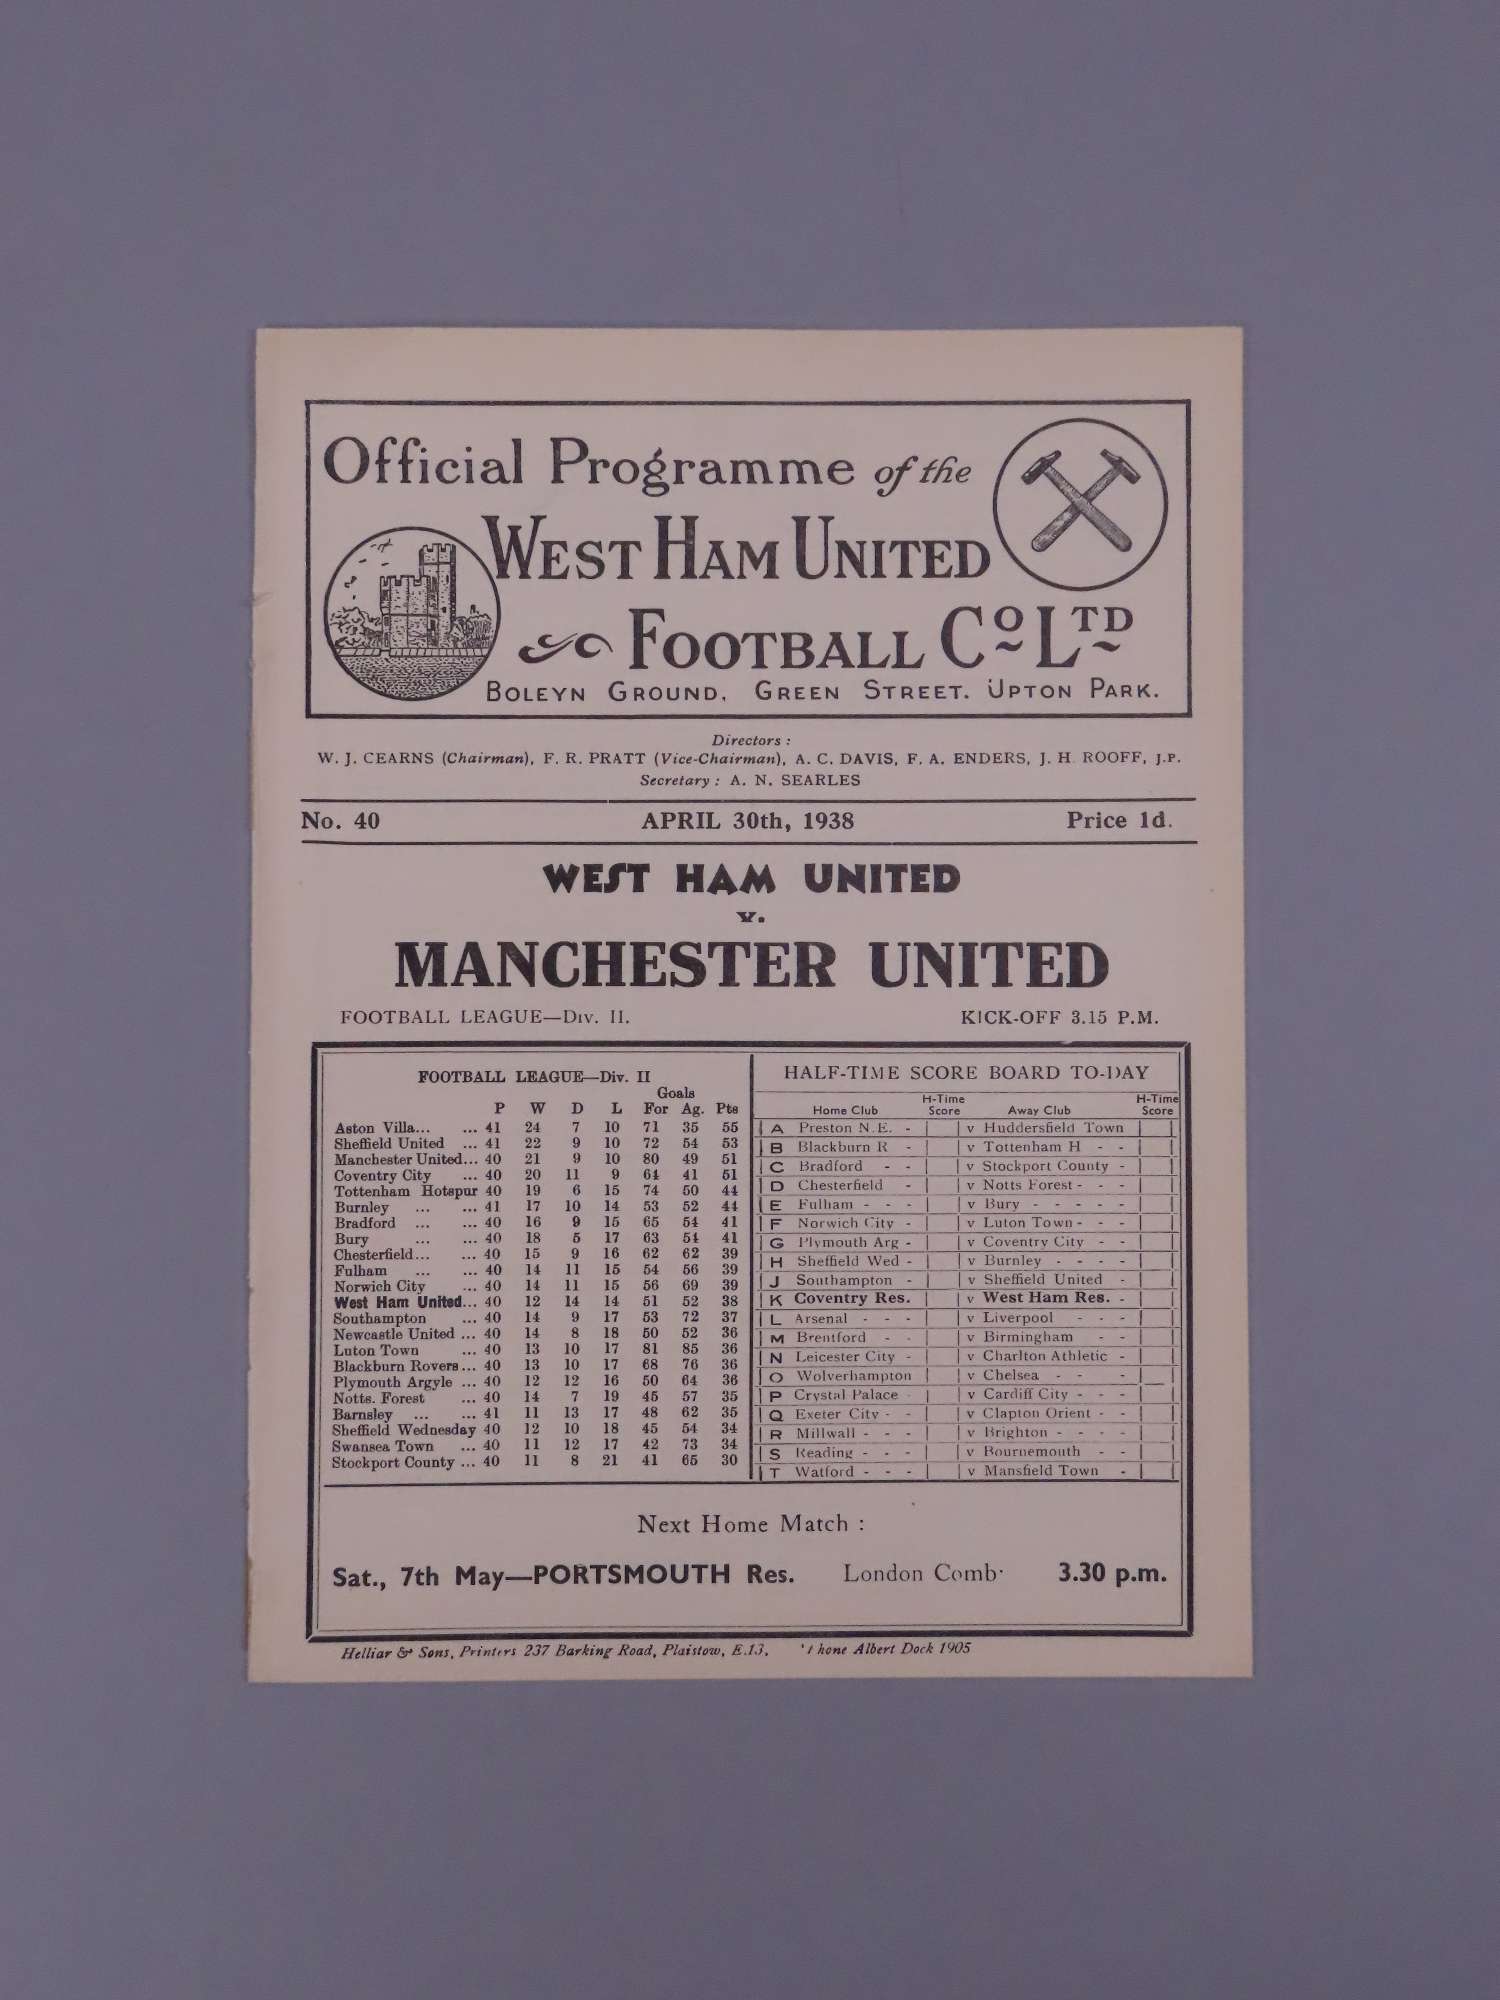 Official Programme of the
WEST HAM UNITED
FOOTBALL CO LTD
BOLEYN GROUND, GREEN STREET. UPTON PARK.
Directors :
W. J. CEARNS (Chairman), F. R. PRATT (Vice-Chairman), A. C. DAVIS, F. A. ENDERS, J. H. ROOFF, J.P.
Secretary : A. N. SEARLES
No. 40 APRIL 30th, 1938 Price 1d.
WEST HAM UNITED
v.
MANCHESTER UNITED
FOOTBALL LEAGUE—Div. II. KICK-OFF 3.15 P.M.
FOOTBALL LEAGUE—Div. II
Goals
P W D L For Ag. Pts
Aston Villa... ... 41 24 7 10 71 35 55
Sheffield United ... 41 22 9 10 72 54 53
Manchester United... 40 21 9 10 80 49 51
Coventry City ... 40 20 11 9 64 41 51
Tottenham Hotspur 40 19 6 15 74 50 44
Burnley ... ... 41 17 10 14 53 52 44
Bradford ... ... 40 16 9 15 65 54 41
Bury ... ... 40 18 5 17 63 54 41
Chesterfield... ... 40 15 9 16 62 62 39
Fulham ... ... 40 14 11 15 54 56 39
Norwich City ... 40 14 11 15 56 69 39
West Ham United... 40 12 14 14 51 52 38
Southampton ... 40 14 9 17 53 72 37
Newcastle United ... 40 14 8 18 50 52 36
Luton Town ... 40 13 10 17 81 85 36
Blackburn Rovers ... 40 13 10 17 68 76 36
Plymouth Argyle ... 40 12 12 16 50 64 36
Notts. Forest ... 40 14 7 19 45 57 35
Barnsley ... ... 41 11 13 17 48 62 35
Sheffield Wednesday 40 12 10 18 45 54 34
Swansea Town ... 40 11 12 17 42 73 34
Stockport County ... 40 11 8 21 41 65 30
HALF-TIME SCORE BOARD TO-DAY
Home Club H-Time Score Away Club H-Time Score
A Preston N.E. - v Huddersfield Town
B Blackburn R - v Tottenham H - -
C Bradford - - v Stockport County -
D Chesterfield - v Notts Forest - - -
E Fulham - - - v Bury - - - - -
F Norwich City - v Luton Town - - -
G Plymouth Arg - v Coventry City - -
H Sheffield Wed - v Burnley - - - -
J Southampton - v Sheffield United -
K Coventry Res. v West Ham Res. -
L Arsenal - - - v Liverpool - - -
M Brentford - - v Birmingham - -
N Leicester City - v Charlton Athletic -
O Wolverhampton v Chelsea - - -
P Crystal Palace - v Cardiff City - - -
Q Exeter City - - v Clapton Orient - -
R Millwall - - - v Brighton - - - -
S Reading - - - v Bournemouth - -
T Watford - - - v Mansfield Town -
Next Home Match :
Sat., 7th May—PORTSMOUTH Res. London Comb. 3.30 p.m.
Helliar & Sons, Printers 237 Barking Road, Plaistow, E.13. 'Phone Albert Dock 1905